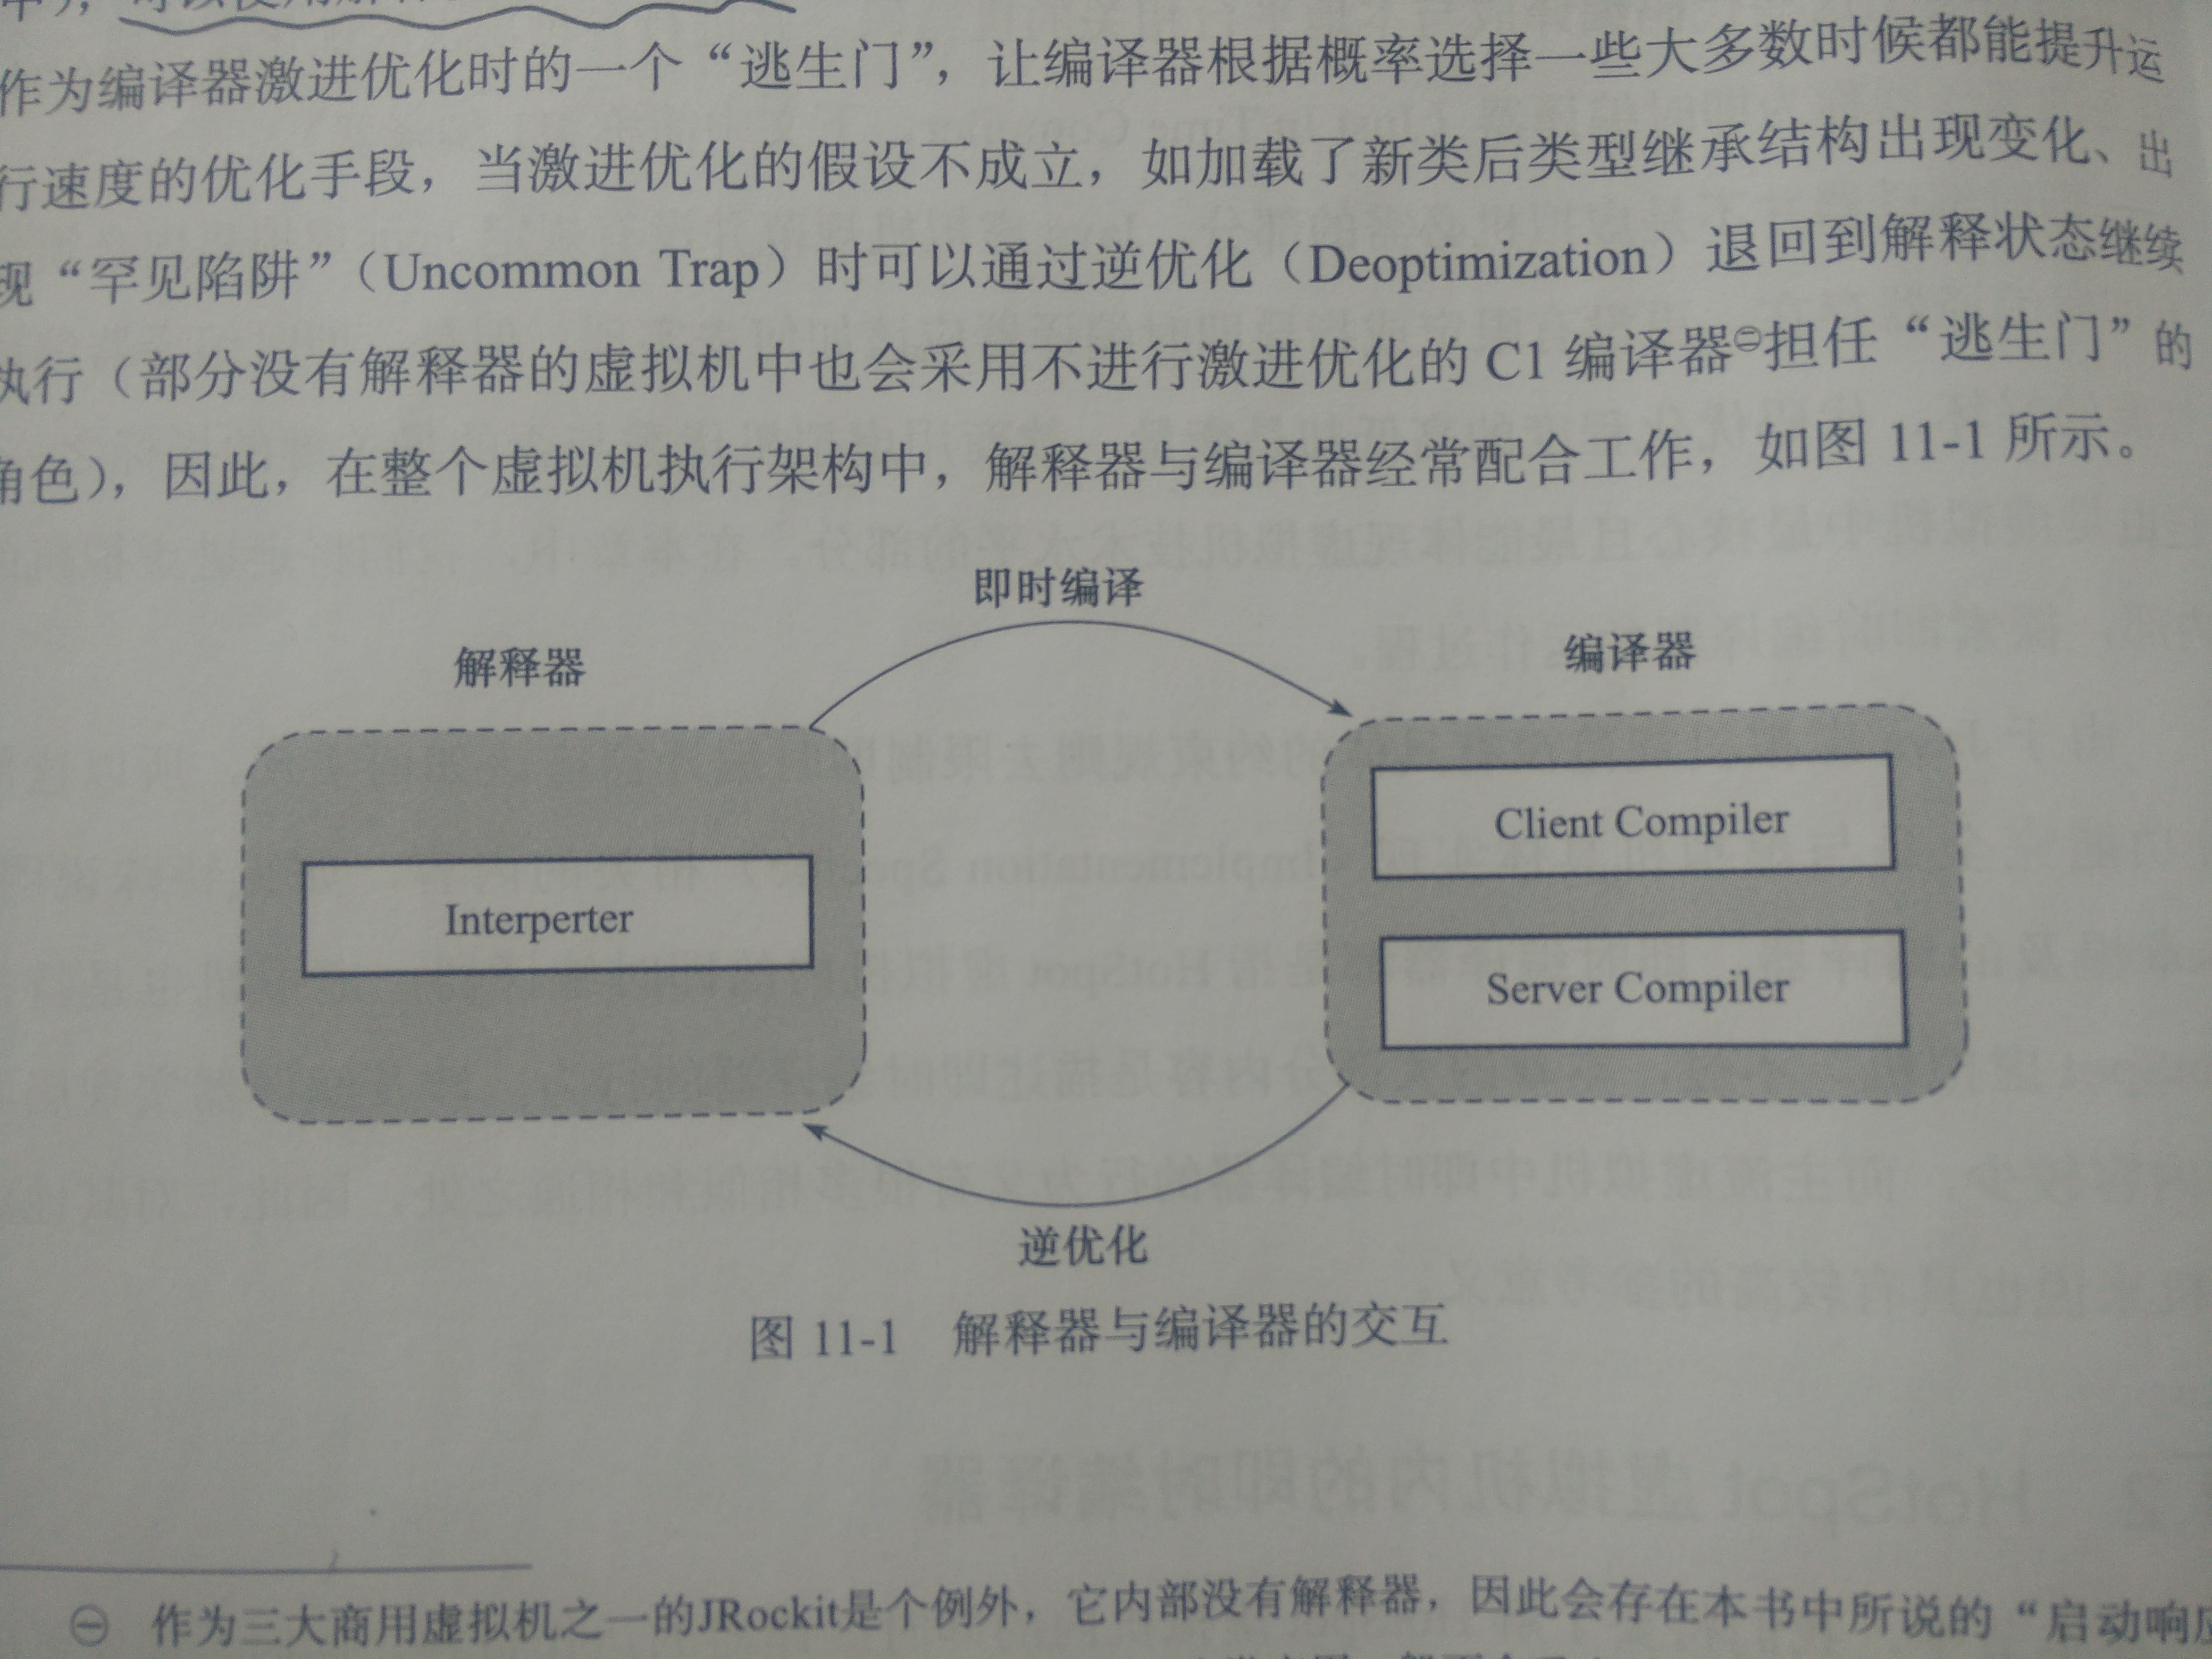 作为编译器激进优化时的一个“逃生门”，让编译器根据概率选择一些大多数时候都能提升运
行速度的优化手段，当激进优化的假设不成立，如加载了新类后类型继承结构出现变化、出
现“罕见陷阱”（Uncommon Trap）时可以通过逆优化（Deoptimization）退回到解释状态继续
执行（部分没有解释器的虚拟机中也会采用不进行激进优化的 C1 编译器㊀担任“逃生门”的
角色），因此，在整个虚拟机执行架构中，解释器与编译器经常配合工作，如图 11-1 所示。
即时编译
解释器
编译器
Interperter
Client Compiler
Server Compiler
逆优化
图 11-1 解释器与编译器的交互
㊀ 作为三大商用虚拟机之一的JRockit是个例外，它内部没有解释器，因此会存在本书中所说的“启动响应